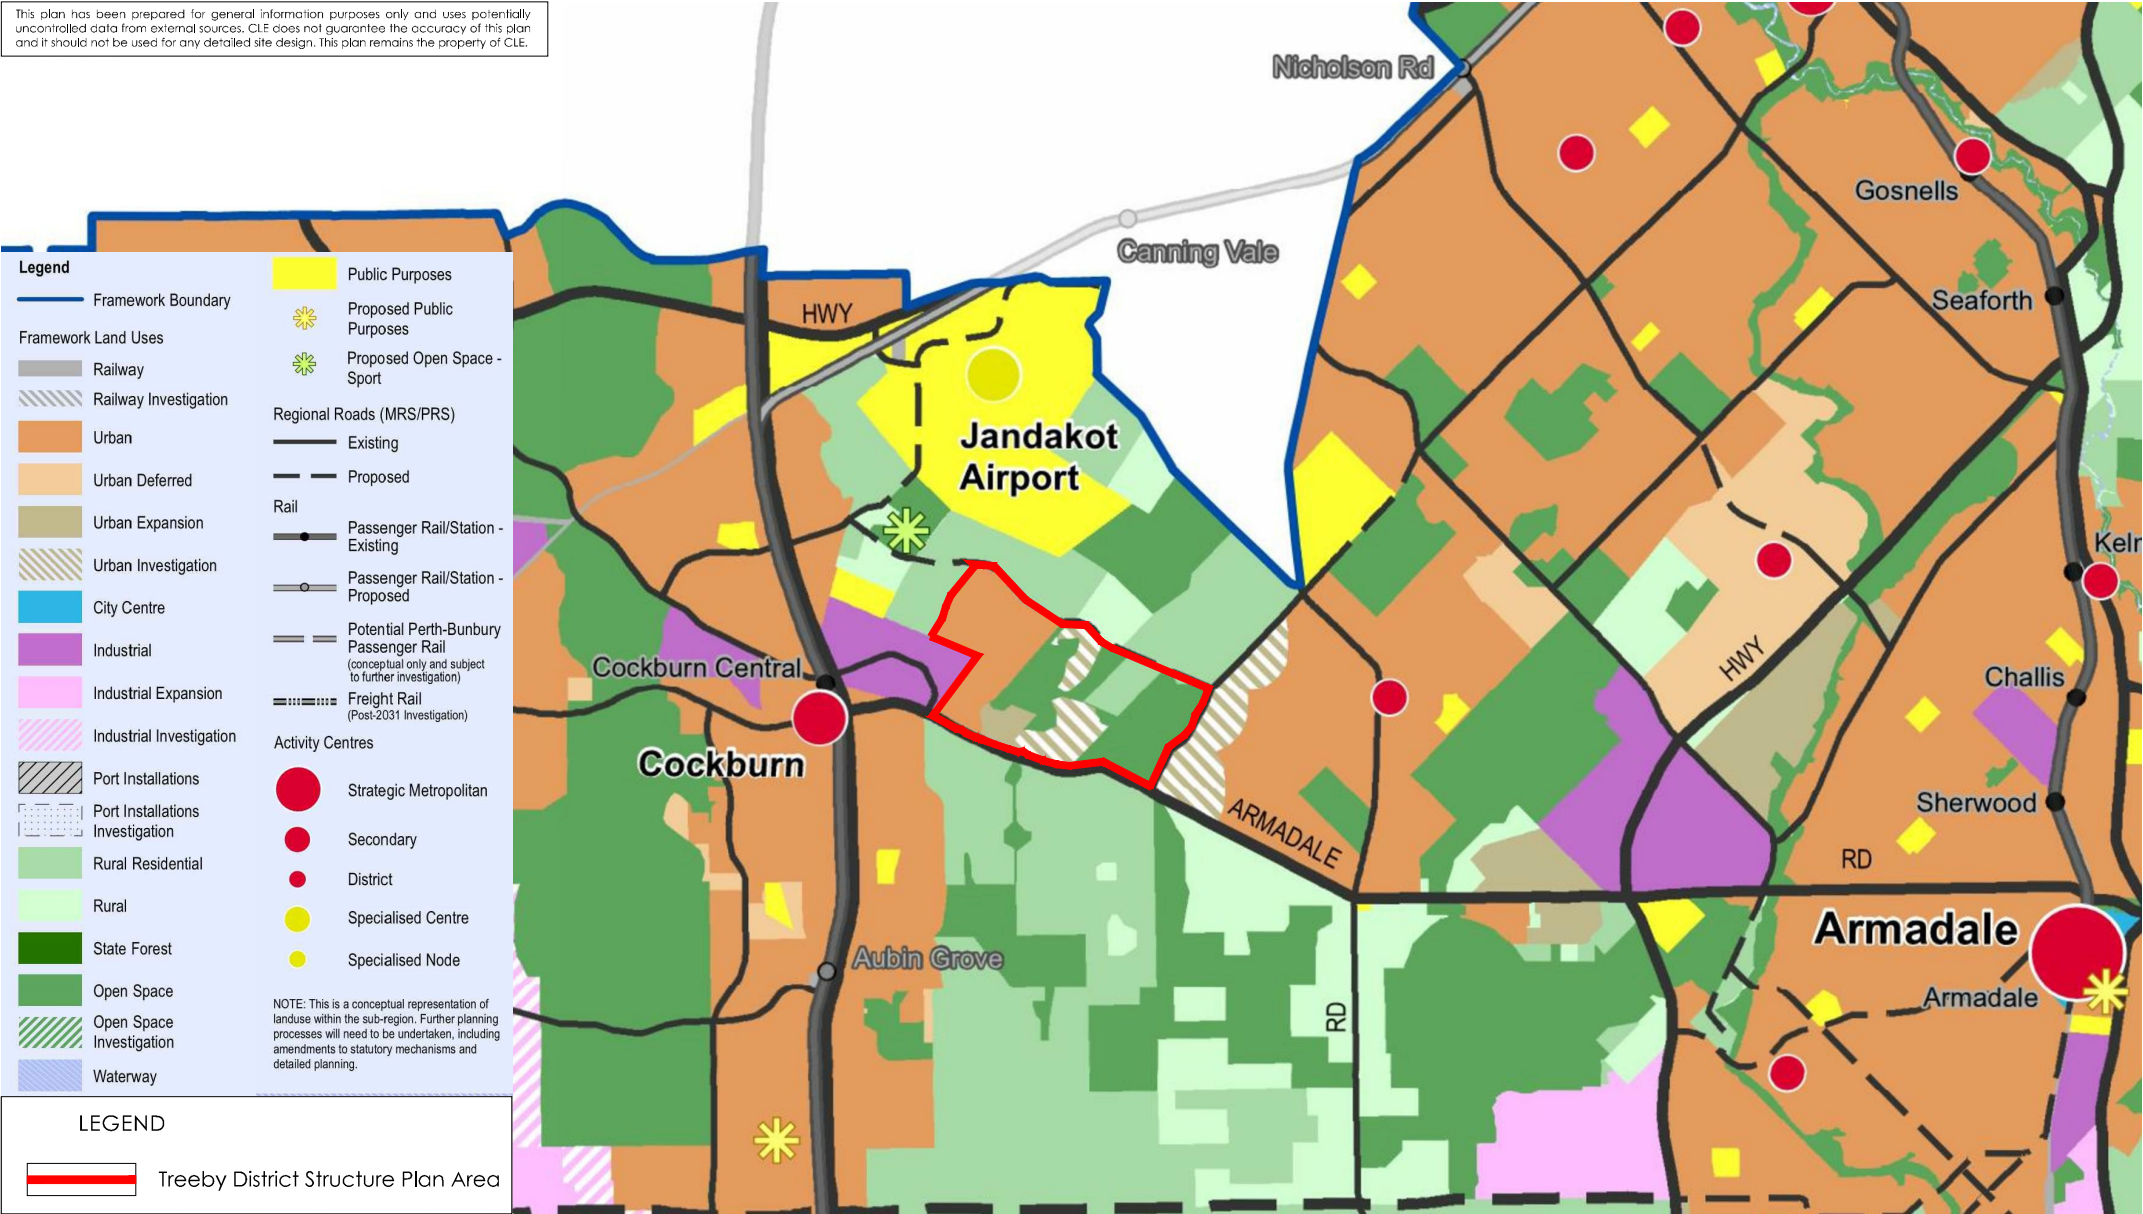 This plan has been prepared for general information purposes only and uses potentially
uncontrolled data from external sources. CLE does not guarantee the accuracy of this plan
and it should not be used for any detailed site design. This plan remains the property of CLE.
Legend
Framework Boundary
Framework Land Uses
Railway
Railway Investigation
Urban
Urban Deferred
Urban Expansion
Urban Investigation
City Centre
Industrial
Industrial Expansion
Industrial Investigation
Port Installations
Port Installations
Investigation
Rural Residential
Rural
State Forest
Open Space
Open Space
Investigation
Waterway
Public Purposes
Proposed Public
Purposes
Proposed Open Space -
Sport
Regional Roads (MRS/PRS)
Existing
Proposed
Rail
Passenger Rail/Station -
Existing
Passenger Rail/Station -
Proposed
Potential Perth-Bunbury
Passenger Rail
(conceptual only and subject
to further investigation)
Freight Rail
(Post-2031 Investigation)
Activity Centres
Strategic Metropolitan
Secondary
District
Specialised Centre
Specialised Node
NOTE: This is a conceptual representation of
landuse within the sub-region. Further planning
processes will need to be undertaken, including
amendments to statutory mechanisms and
detailed planning.
LEGEND
Treeby District Structure Plan Area
Nicholson Rd
Canning Vale
Gosnells
Seaforth
HWY
Jandakot
Airport
Keln
Cockburn Central
HWY
Challis
Cockburn
Sherwood
ARMADALE
RD
Armadale
Aubin Grove
Armadale
RD